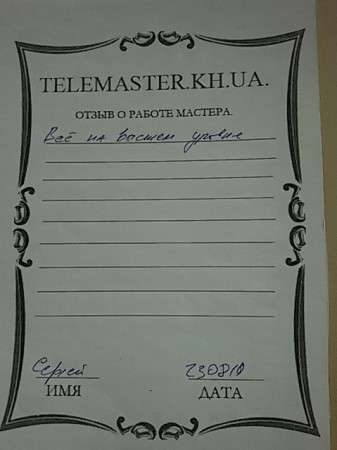 TELEMASTER.KH.UA.
ОТЗЫВ О РАБОТЕ МАСТЕРА.
Всё на высшем уровне
Сергей
ИМЯ
ДАТА